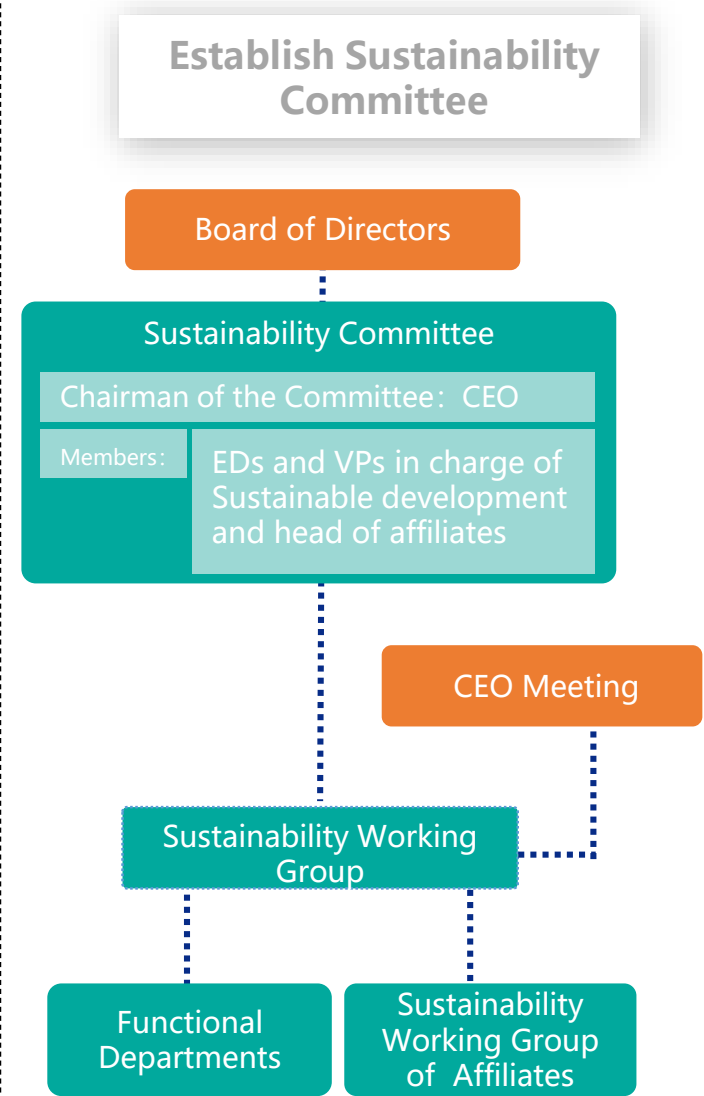 Establish Sustainability
Committee
Board of Directors
Sustainability Committee
Chairman of the Committee：CEO
Members：
EDs and VPs in charge of
Sustainable development
and head of affiliates
CEO Meeting
Sustainability Working
Group
Functional
Departments
Sustainability
Working Group
of Affiliates